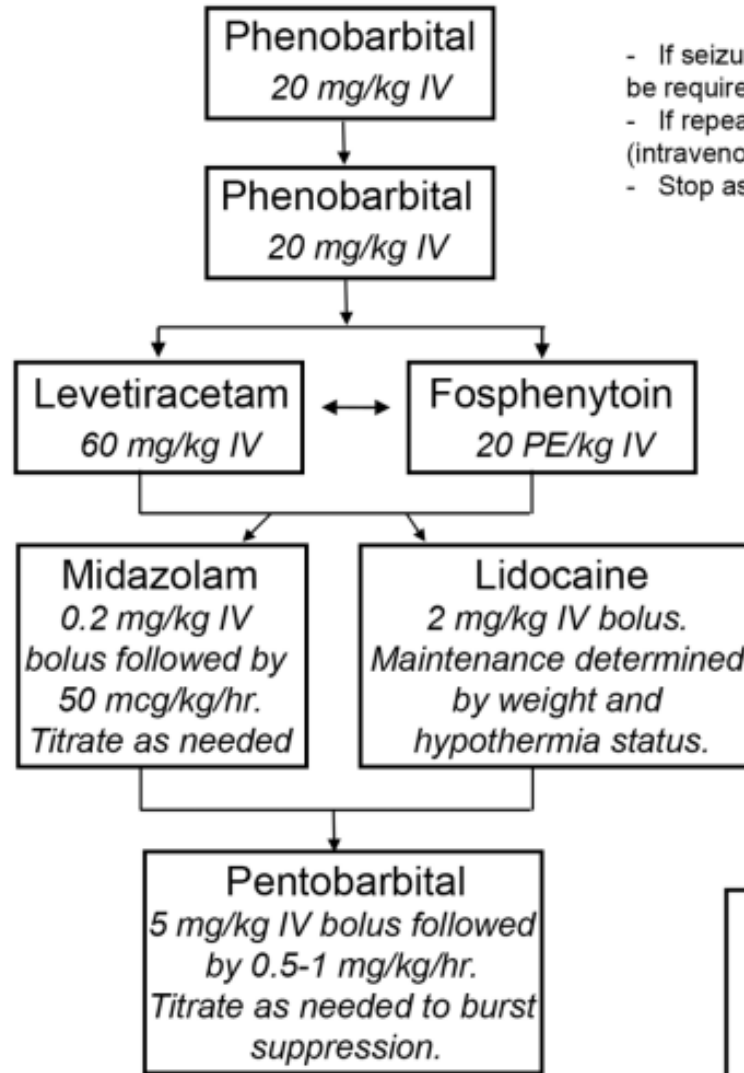 Phenobarbital
20 mg/kg IV
- If seizu
be require
- If repea
(intraveno
- Stop as
Phenobarbital
20 mg/kg IV
Levetiracetam
60 mg/kg IV
Fosphenytoin
20 PE/kg IV
Midazolam
0.2 mg/kg IV
bolus followed by
50 mcg/kg/hr.
Titrate as needed
Lidocaine
2 mg/kg IV bolus.
Maintenance determined
by weight and
hypothermia status.
Pentobarbital
5 mg/kg IV bolus followed
by 0.5-1 mg/kg/hr.
Titrate as needed to burst
suppression.